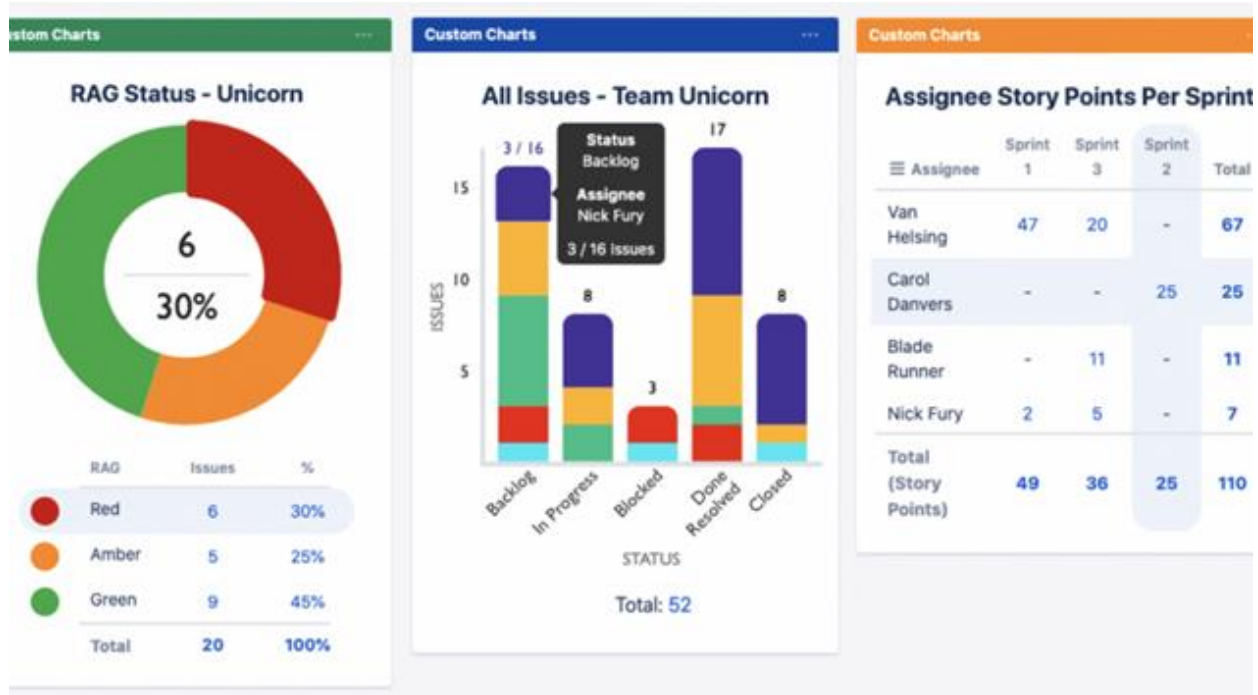 stom Charts
RAG Status - Unicorn
6
30%
RAG Issues %
Red 6 30%
Amber 5 25%
Green 9 45%
Total 20 100%
Custom Charts
All Issues - Team Unicorn
3 / 16
8
3
17
8
Status
Backlog
Assignee
Nick Fury
3 / 16 Issues
ISSUES
15
10
5
Backlog
In Progress
Blocked
Done
Resolved
Closed
STATUS
Total: 52
Custom Charts
Assignee Story Points Per Sprint
Sprint Sprint Sprint
Assignee 1 3 2 Total
Van
Helsing 47 20 - 67
Carol
Danvers - - 25 25
Blade
Runner - 11 - 11
Nick Fury 2 5 - 7
Total
(Story 49 36 25 110
Points)